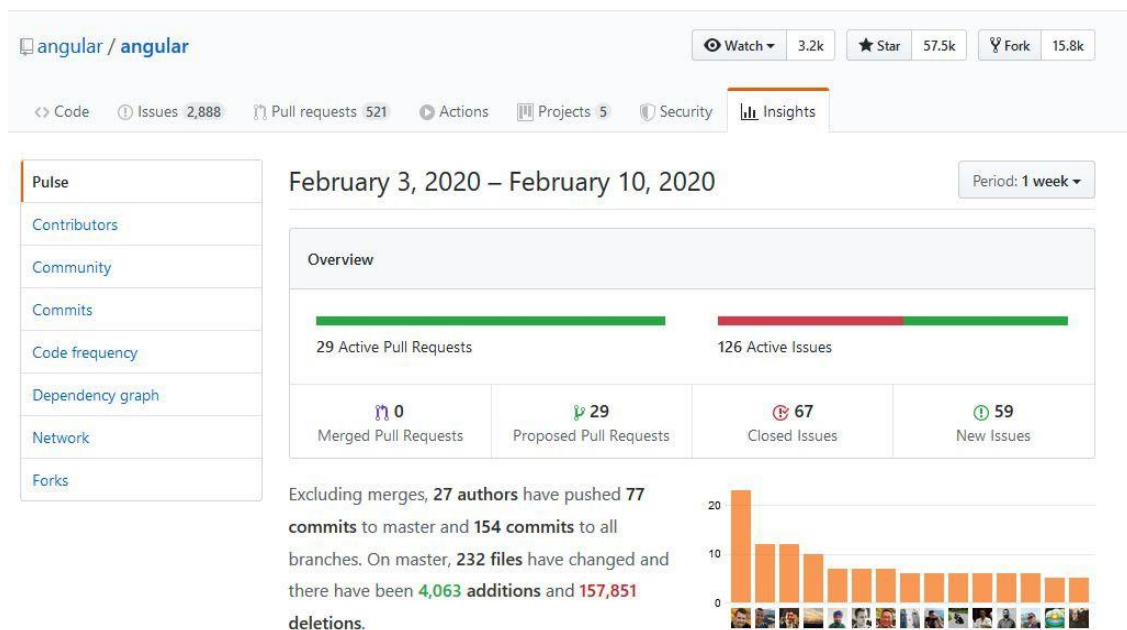 angular / angular
Watch 3.2k Star 57.5k Fork 15.8k
Code Issues 2,888 Pull requests 521 Actions Projects 5 Security Insights
Pulse
Contributors
Community
Commits
Code frequency
Dependency graph
Network
Forks
February 3, 2020 – February 10, 2020
Period: 1 week
Overview
29 Active Pull Requests
126 Active Issues
0
Merged Pull Requests
29
Proposed Pull Requests
67
Closed Issues
59
New Issues
Excluding merges, 27 authors have pushed 77
commits to master and 154 commits to all
branches. On master, 232 files have changed and
there have been 4,063 additions and 157,851
deletions.
20
10
0